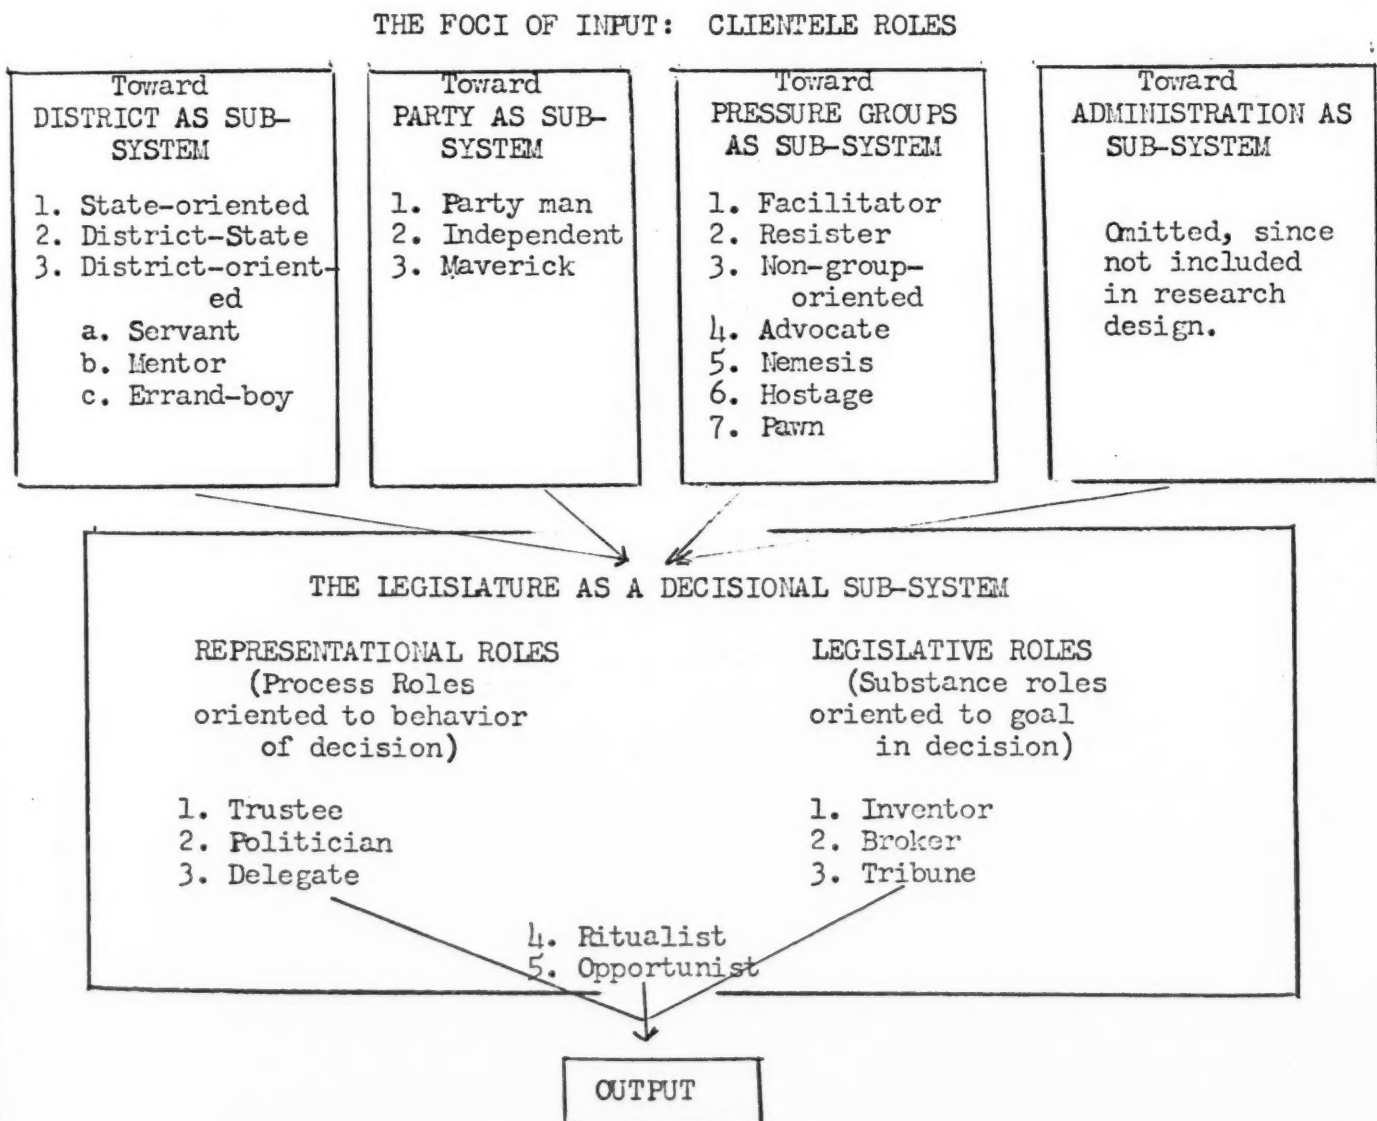 THE FOCI OF INPUT: CLIENTELE ROLES
Toward
DISTRICT AS SUB-
SYSTEM
1. State-oriented
2. District-State
3. District-orient-
ed
a. Servant
b. Mentor
c. Errand-boy
Toward
PARTY AS SUB-
SYSTEM
1. Party man
2. Independent
3. Maverick
Toward
PRESSURE GROUPS
AS SUB-SYSTEM
1. Facilitator
2. Resister
3. Non-group-
oriented
4. Advocate
5. Nemesis
6. Hostage
7. Pawn
Toward
ADMINISTRATION AS
SUB-SYSTEM
Omitted, since
not included
in research
design.
THE LEGISLATURE AS A DECISIONAL SUB-SYSTEM
REPRESENTATIONAL ROLES
(Process Roles
oriented to behavior
of decision)
1. Trustee
2. Politician
3. Delegate
LEGISLATIVE ROLES
(Substance roles
oriented to goal
in decision)
1. Inventor
2. Broker
3. Tribune
4. Ritualist
5. Opportunist
OUTPUT